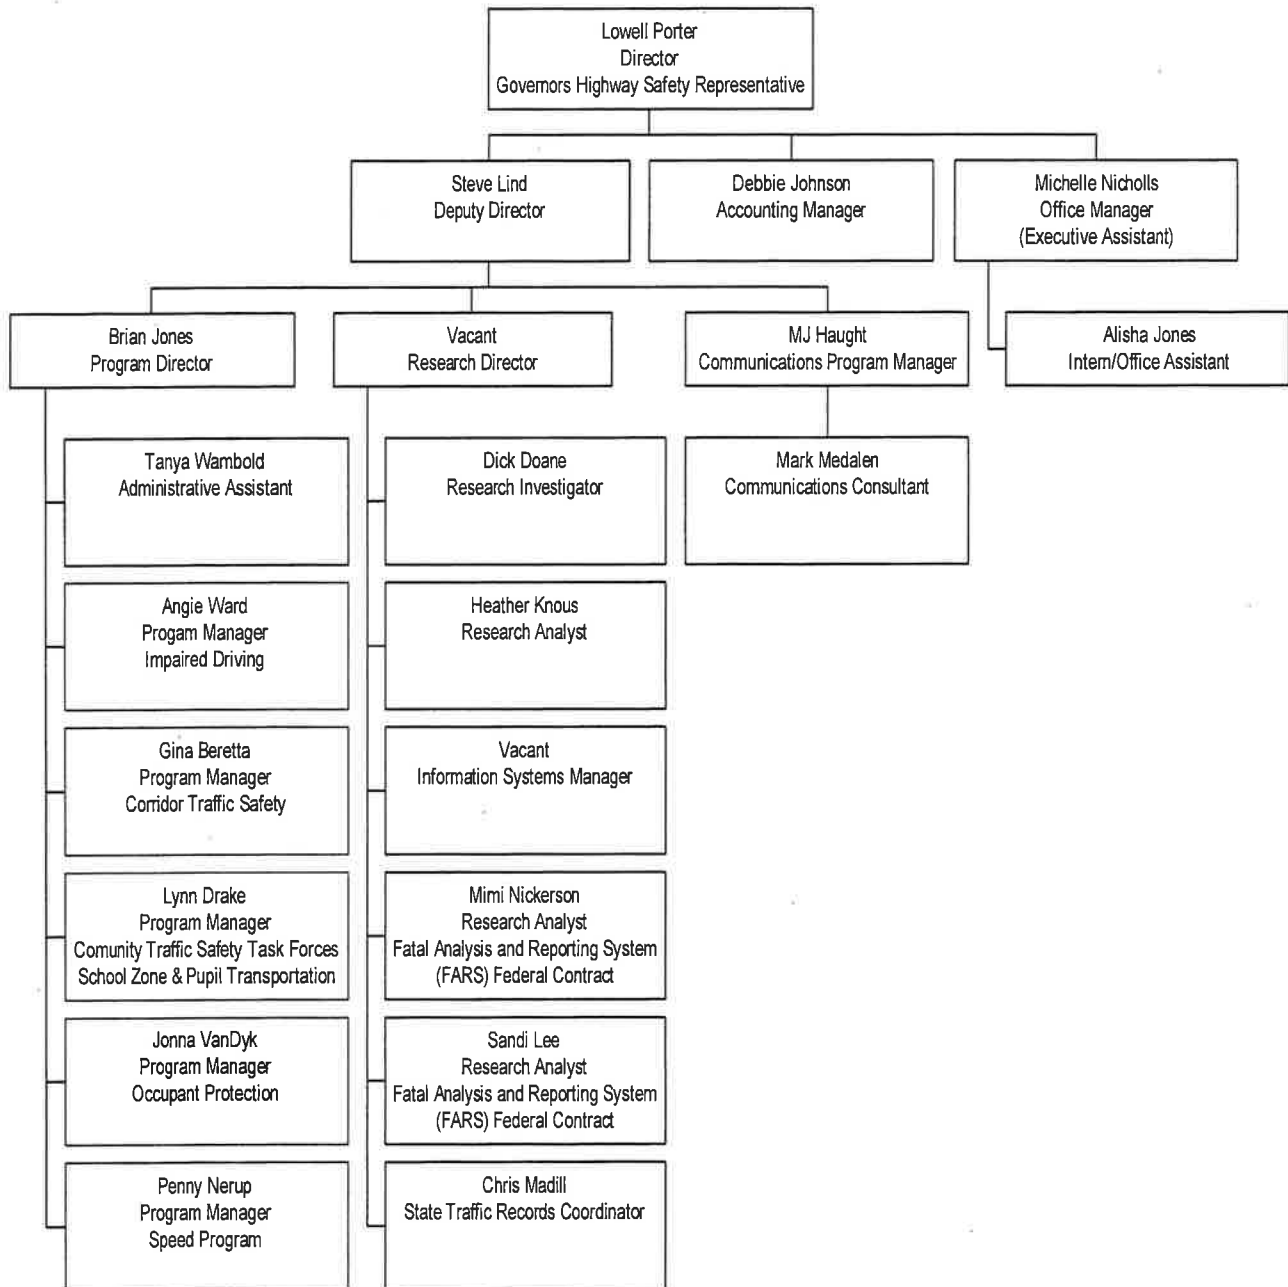 Lowell Porter
Director
Governors Highway Safety Representative
Steve Lind
Deputy Director
Debbie Johnson
Accounting Manager
Michelle Nicholls
Office Manager
(Executive Assistant)
Brian Jones
Program Director
Vacant
Research Director
MJ Haught
Communications Program Manager
Alisha Jones
Intern/Office Assistant
Tanya Wambold
Administrative Assistant
Dick Doane
Research Investigator
Mark Medalen
Communications Consultant
Angie Ward
Progam Manager
Impaired Driving
Heather Knous
Research Analyst
Gina Beretta
Program Manager
Corridor Traffic Safety
Vacant
Information Systems Manager
Lynn Drake
Program Manager
Comunity Traffic Safety Task Forces
School Zone & Pupil Transportation
Mimi Nickerson
Research Analyst
Fatal Analysis and Reporting System
(FARS) Federal Contract
Jonna VanDyk
Program Manager
Occupant Protection
Sandi Lee
Research Analyst
Fatal Analysis and Reporting System
(FARS) Federal Contract
Penny Nerup
Program Manager
Speed Program
Chris Madill
State Traffic Records Coordinator